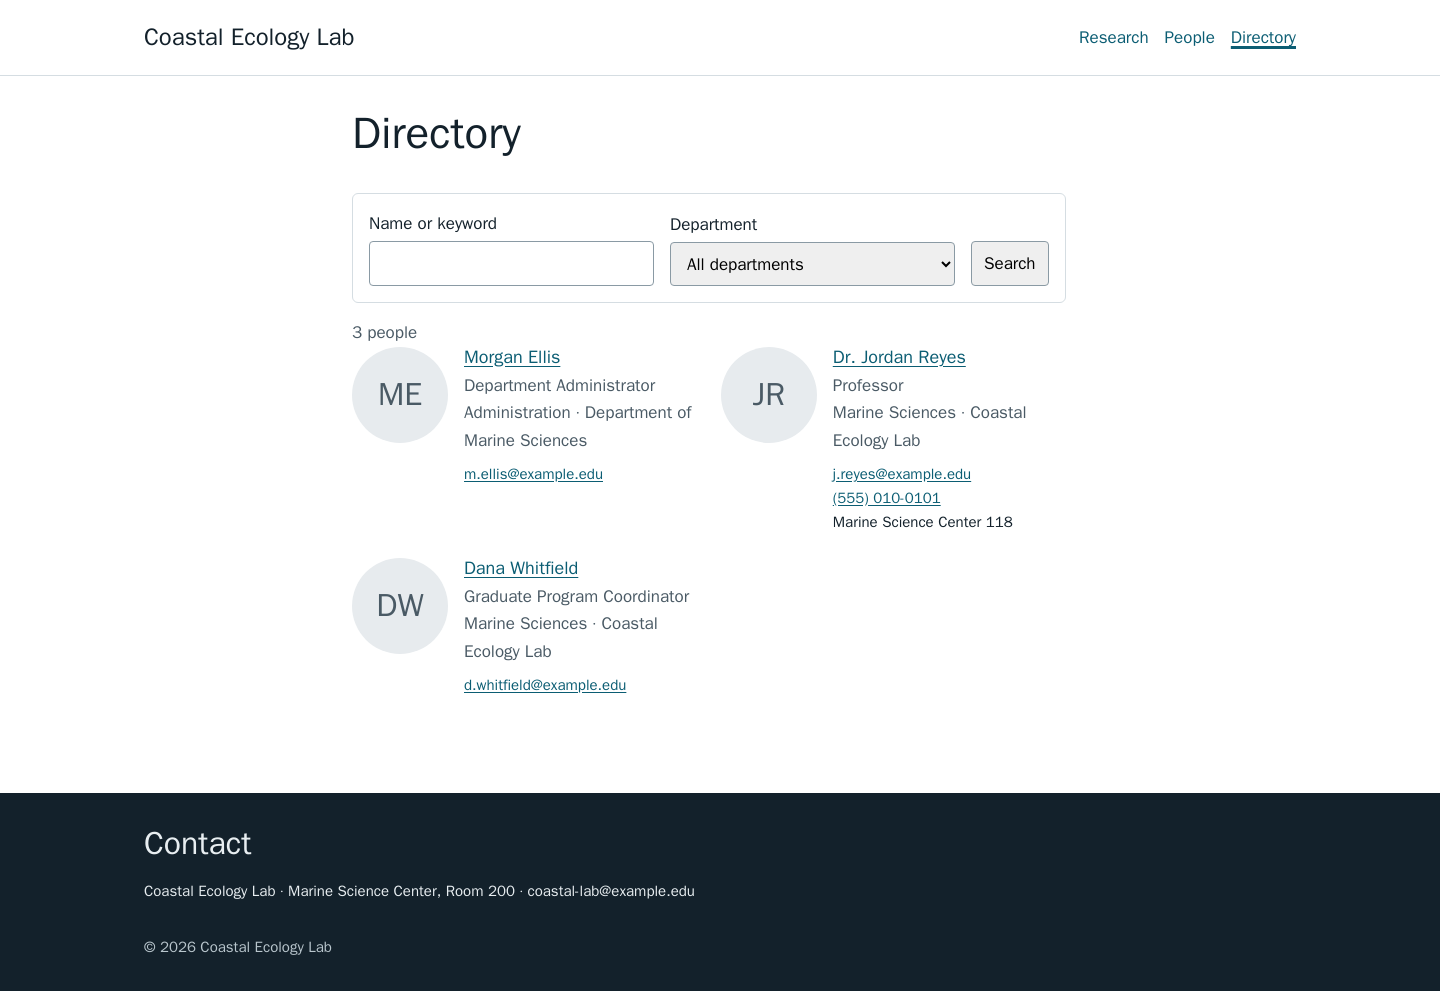 Coastal Ecology Lab
Research People Directory
Directory
Name or keyword
Department
All departments
Search
3 people
ME
Morgan Ellis
Department Administrator
Administration · Department of
Marine Sciences
m.ellis@example.edu
JR
Dr. Jordan Reyes
Professor
Marine Sciences · Coastal
Ecology Lab
j.reyes@example.edu
(555) 010-0101
Marine Science Center 118
DW
Dana Whitfield
Graduate Program Coordinator
Marine Sciences · Coastal
Ecology Lab
d.whitfield@example.edu
Contact
Coastal Ecology Lab · Marine Science Center, Room 200 · coastal-lab@example.edu
© 2026 Coastal Ecology Lab